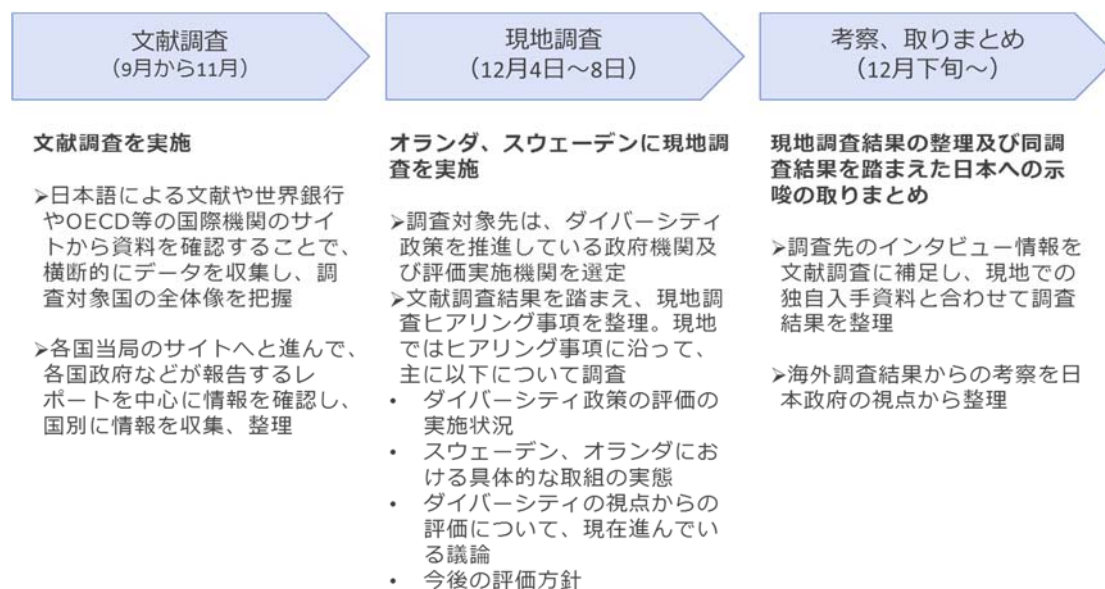 文献調査
(9月から11月)
現地調査
(12月4日～8日)
考察、取りまとめ
(12月下旬～)
文献調査を実施
➢日本語による文献や世界銀行
やOECD等の国際機関のサイ
トから資料を確認することで、
横断的にデータを収集し、調
査対象国の全体像を把握
➢各国当局のサイトへと進んで、
各国政府などが報告するレ
ポートを中心に情報を確認し、
国別に情報を収集、整理
オランダ、スウェーデンに現地調
査を実施
➢調査対象先は、ダイバーシティ
政策を推進している政府機関及
び評価実施機関を選定
➢文献調査結果を踏まえ、現地調
査ヒアリング事項を整理。現地
ではヒアリング事項に沿って、
主に以下について調査
• ダイバーシティ政策の評価の
実施状況
• スウェーデン、オランダにお
ける具体的な取組の実態
• ダイバーシティの視点からの
評価について、現在進んでい
る議論
• 今後の評価方針
現地調査結果の整理及び同調
査結果を踏まえた日本への示
唆の取りまとめ
➢調査先のインタビュー情報を
文献調査に補足し、現地での
独自入手資料と合わせて調査
結果を整理
➢海外調査結果からの考察を日
本政府の視点から整理